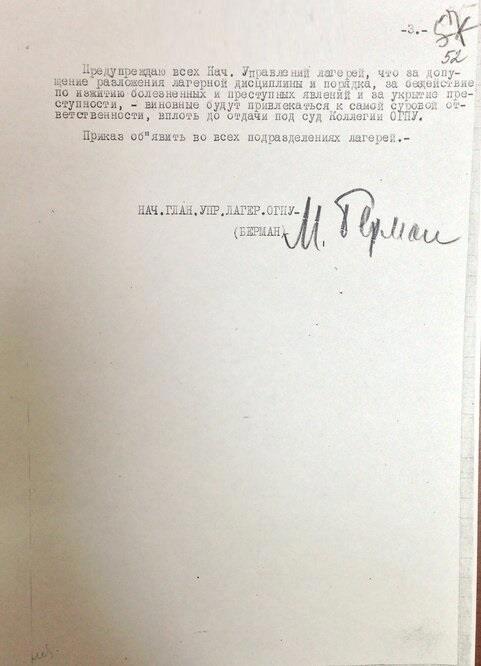 -3.-
52
Предупреждаю всех Нач. Управлений лагерей, что за допу-
щение разложения лагерной дисциплины и порядка, за бездействие
по изжитию болезненных и преступных явлений и за укрытие пре-
ступности, - виновные будут привлекаться к самой суровой от-
ветственности, вплоть до отдачи под суд Коллегии ОГПУ.
Приказ об"явить во всех подразделениях лагерей.-
НАЧ.ГЛАН.УПР.ЛАГЕР.ОГПУ-
(БЕРМАН)
М. Берман